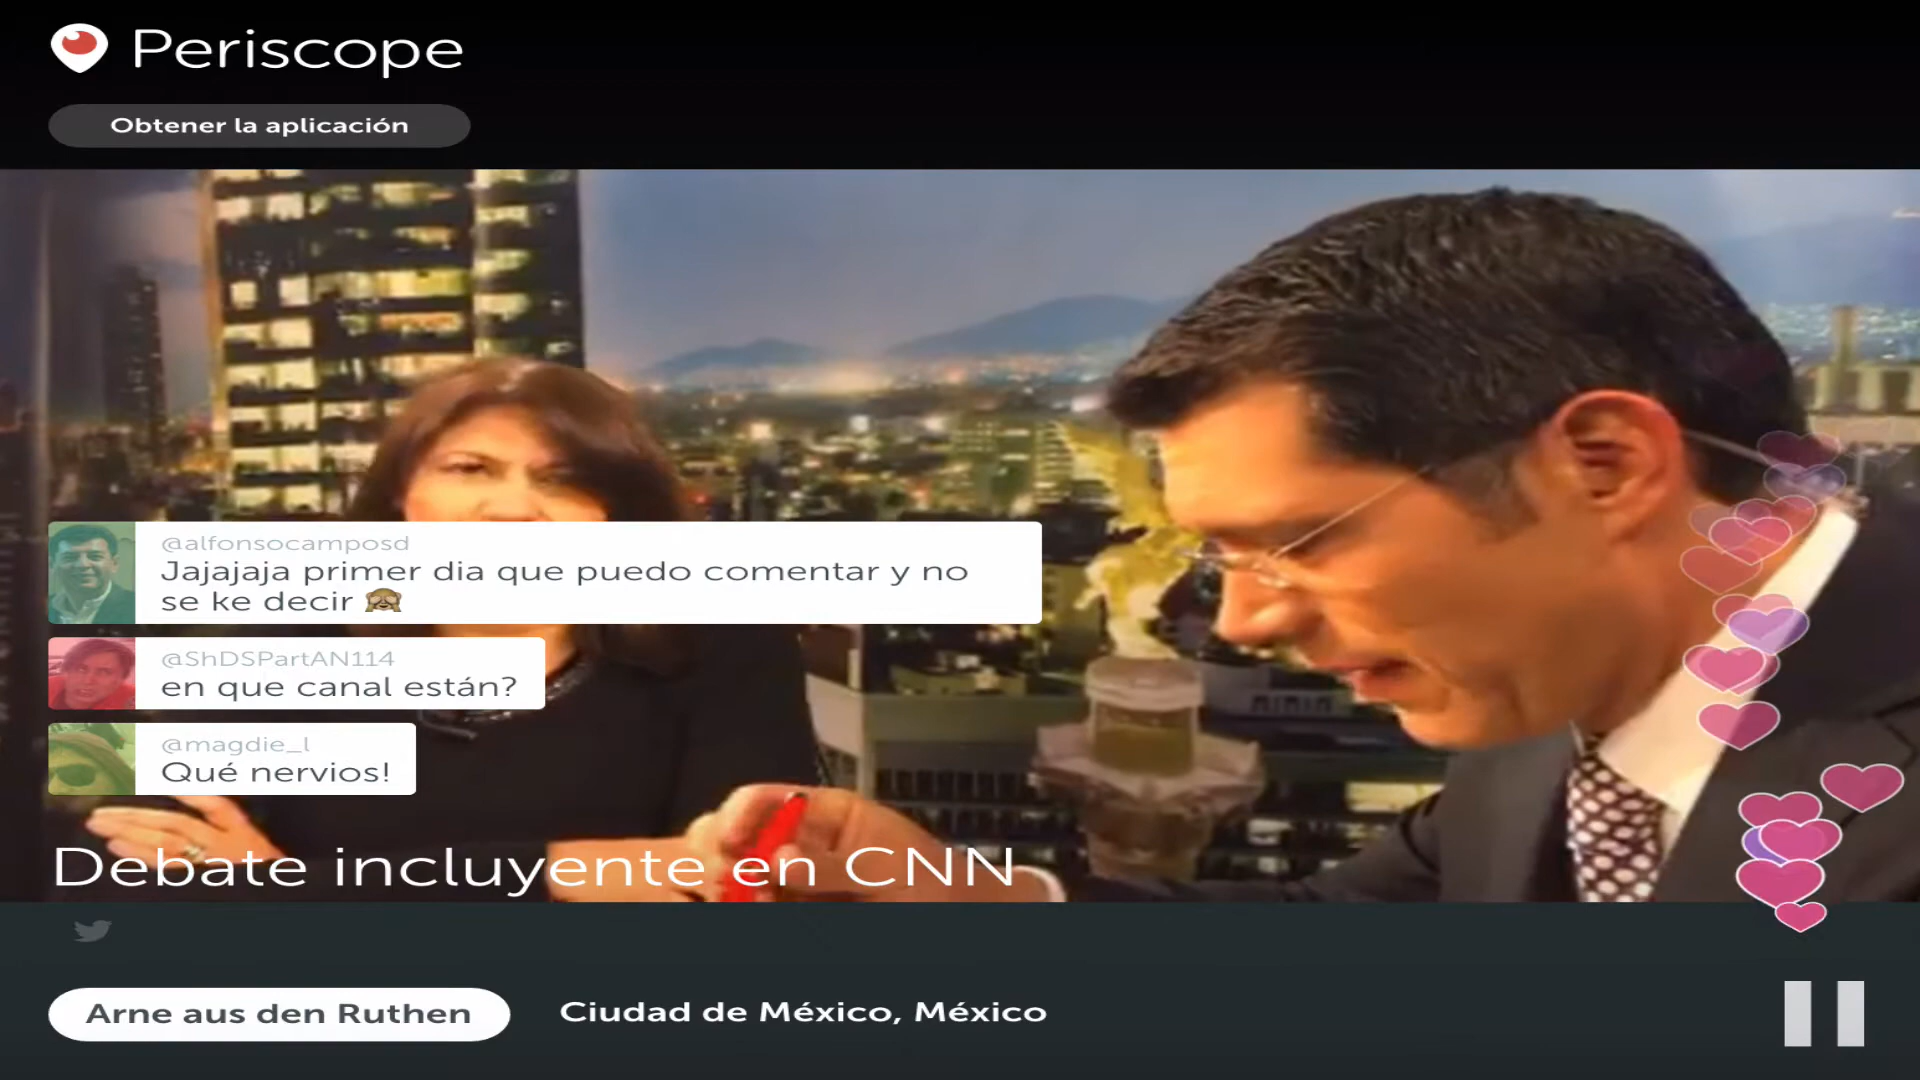 Periscope
Obtener la aplicación
@alfonsocamposd
Jajajaja primer dia que puedo comentar y no
se ke decir 🙈
@ShDSPartAN114
en que canal están?
@magdie_l
Qué nervios!
Debate incluyente en CNN
Arne aus den Ruthen
Ciudad de México, México